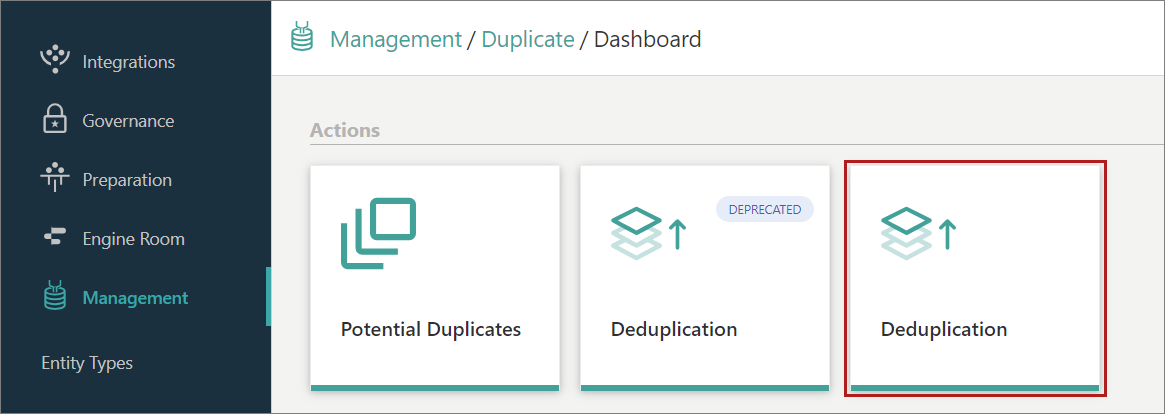 Integrations
Governance
Preparation
Engine Room
Management
Entity Types
Management / Duplicate / Dashboard
Actions
Potential Duplicates
DEPRECATED
Deduplication
Deduplication